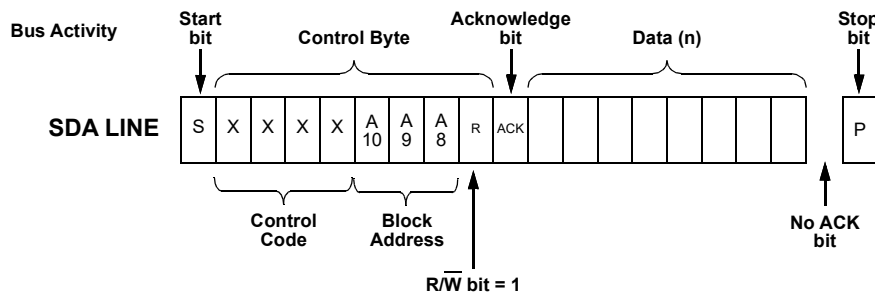 Bus Activity
Start
bit
Control Byte
Acknowledge
bit
Data (n)
Stop
bit
SDA LINE
S
X
X
X
X
A
10
A
9
A
8
R
ACK
P
Control
Code
Block
Address
No ACK
bit
R/W̅ bit = 1